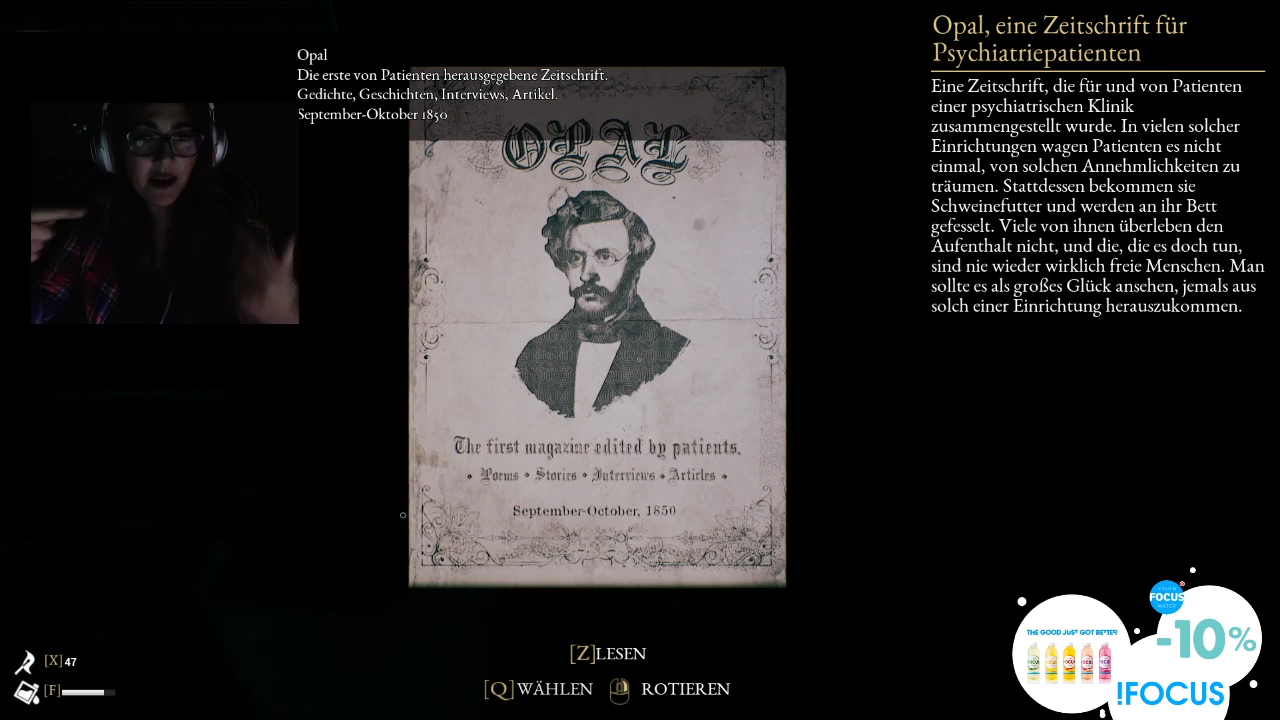 Opal
Die erste von Patienten herausgegebene Zeitschrift.
Gedichte, Geschichten, Interviews, Artikel.
September-Oktober 1850
OPAL
The first magazine edited by patients.
Poems • Stories • Interviews • Articles
September-October, 1850
Opal, eine Zeitschrift für
Psychiatriepatienten
Eine Zeitschrift, die für und von Patienten
einer psychiatrischen Klinik
zusammengestellt wurde. In vielen solcher
Einrichtungen wagen Patienten es nicht
einmal, von solchen Annehmlichkeiten zu
träumen. Stattdessen bekommen sie
Schweinefutter und werden an ihr Bett
gefesselt. Viele von ihnen überleben den
Aufenthalt nicht, und die, die es doch tun,
sind nie wieder wirklich freie Menschen. Man
sollte es als großes Glück ansehen, jemals aus
solch einer Einrichtung herauszukommen.
[Z]LESEN
[Q]WÄHLEN ROTIEREN
[X] 47
[F]
FOCUS
WATER
THE GOOD JUST GOT BETTER
-10%
!FOCUS